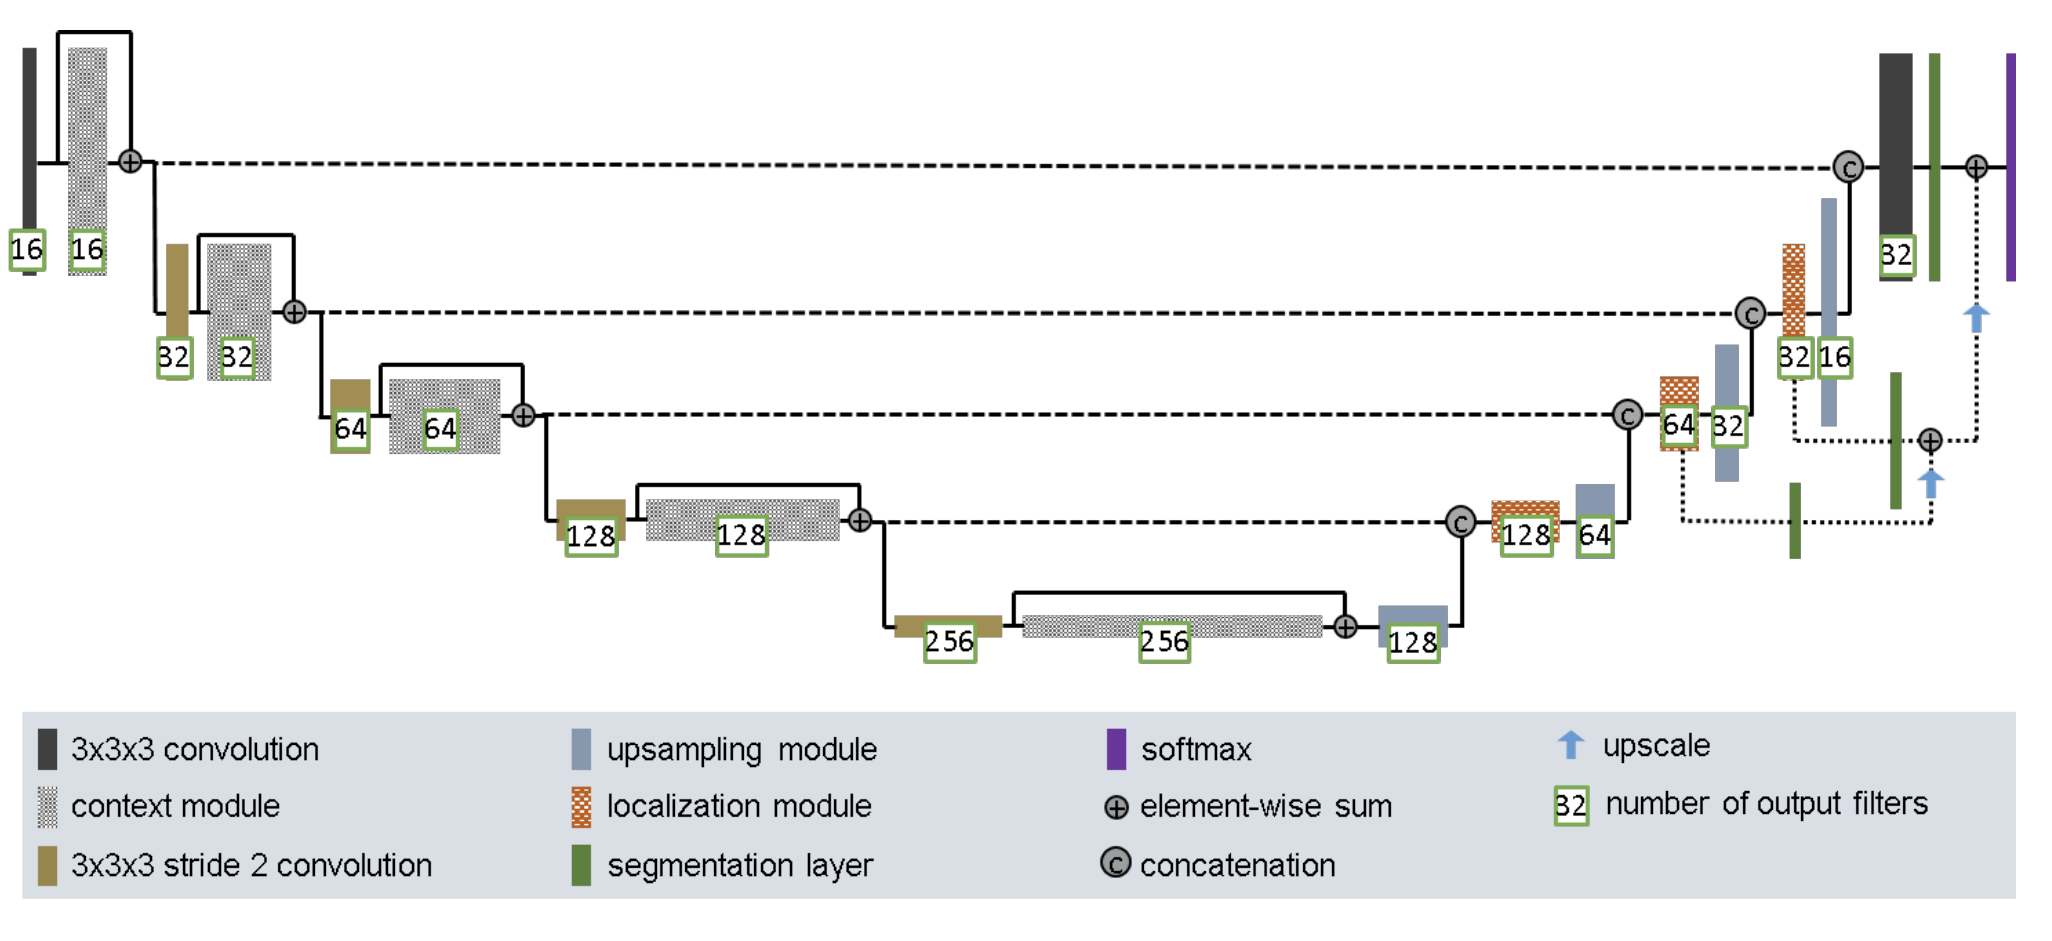 16
16
32
32
32
32
16
32
64
64
64
32
128
128
128
64
256
256
128
C
C
C
C
3x3x3 convolution
upsampling module
softmax
upscale
context module
localization module
element-wise sum
32 number of output filters
3x3x3 stride 2 convolution
segmentation layer
C concatenation